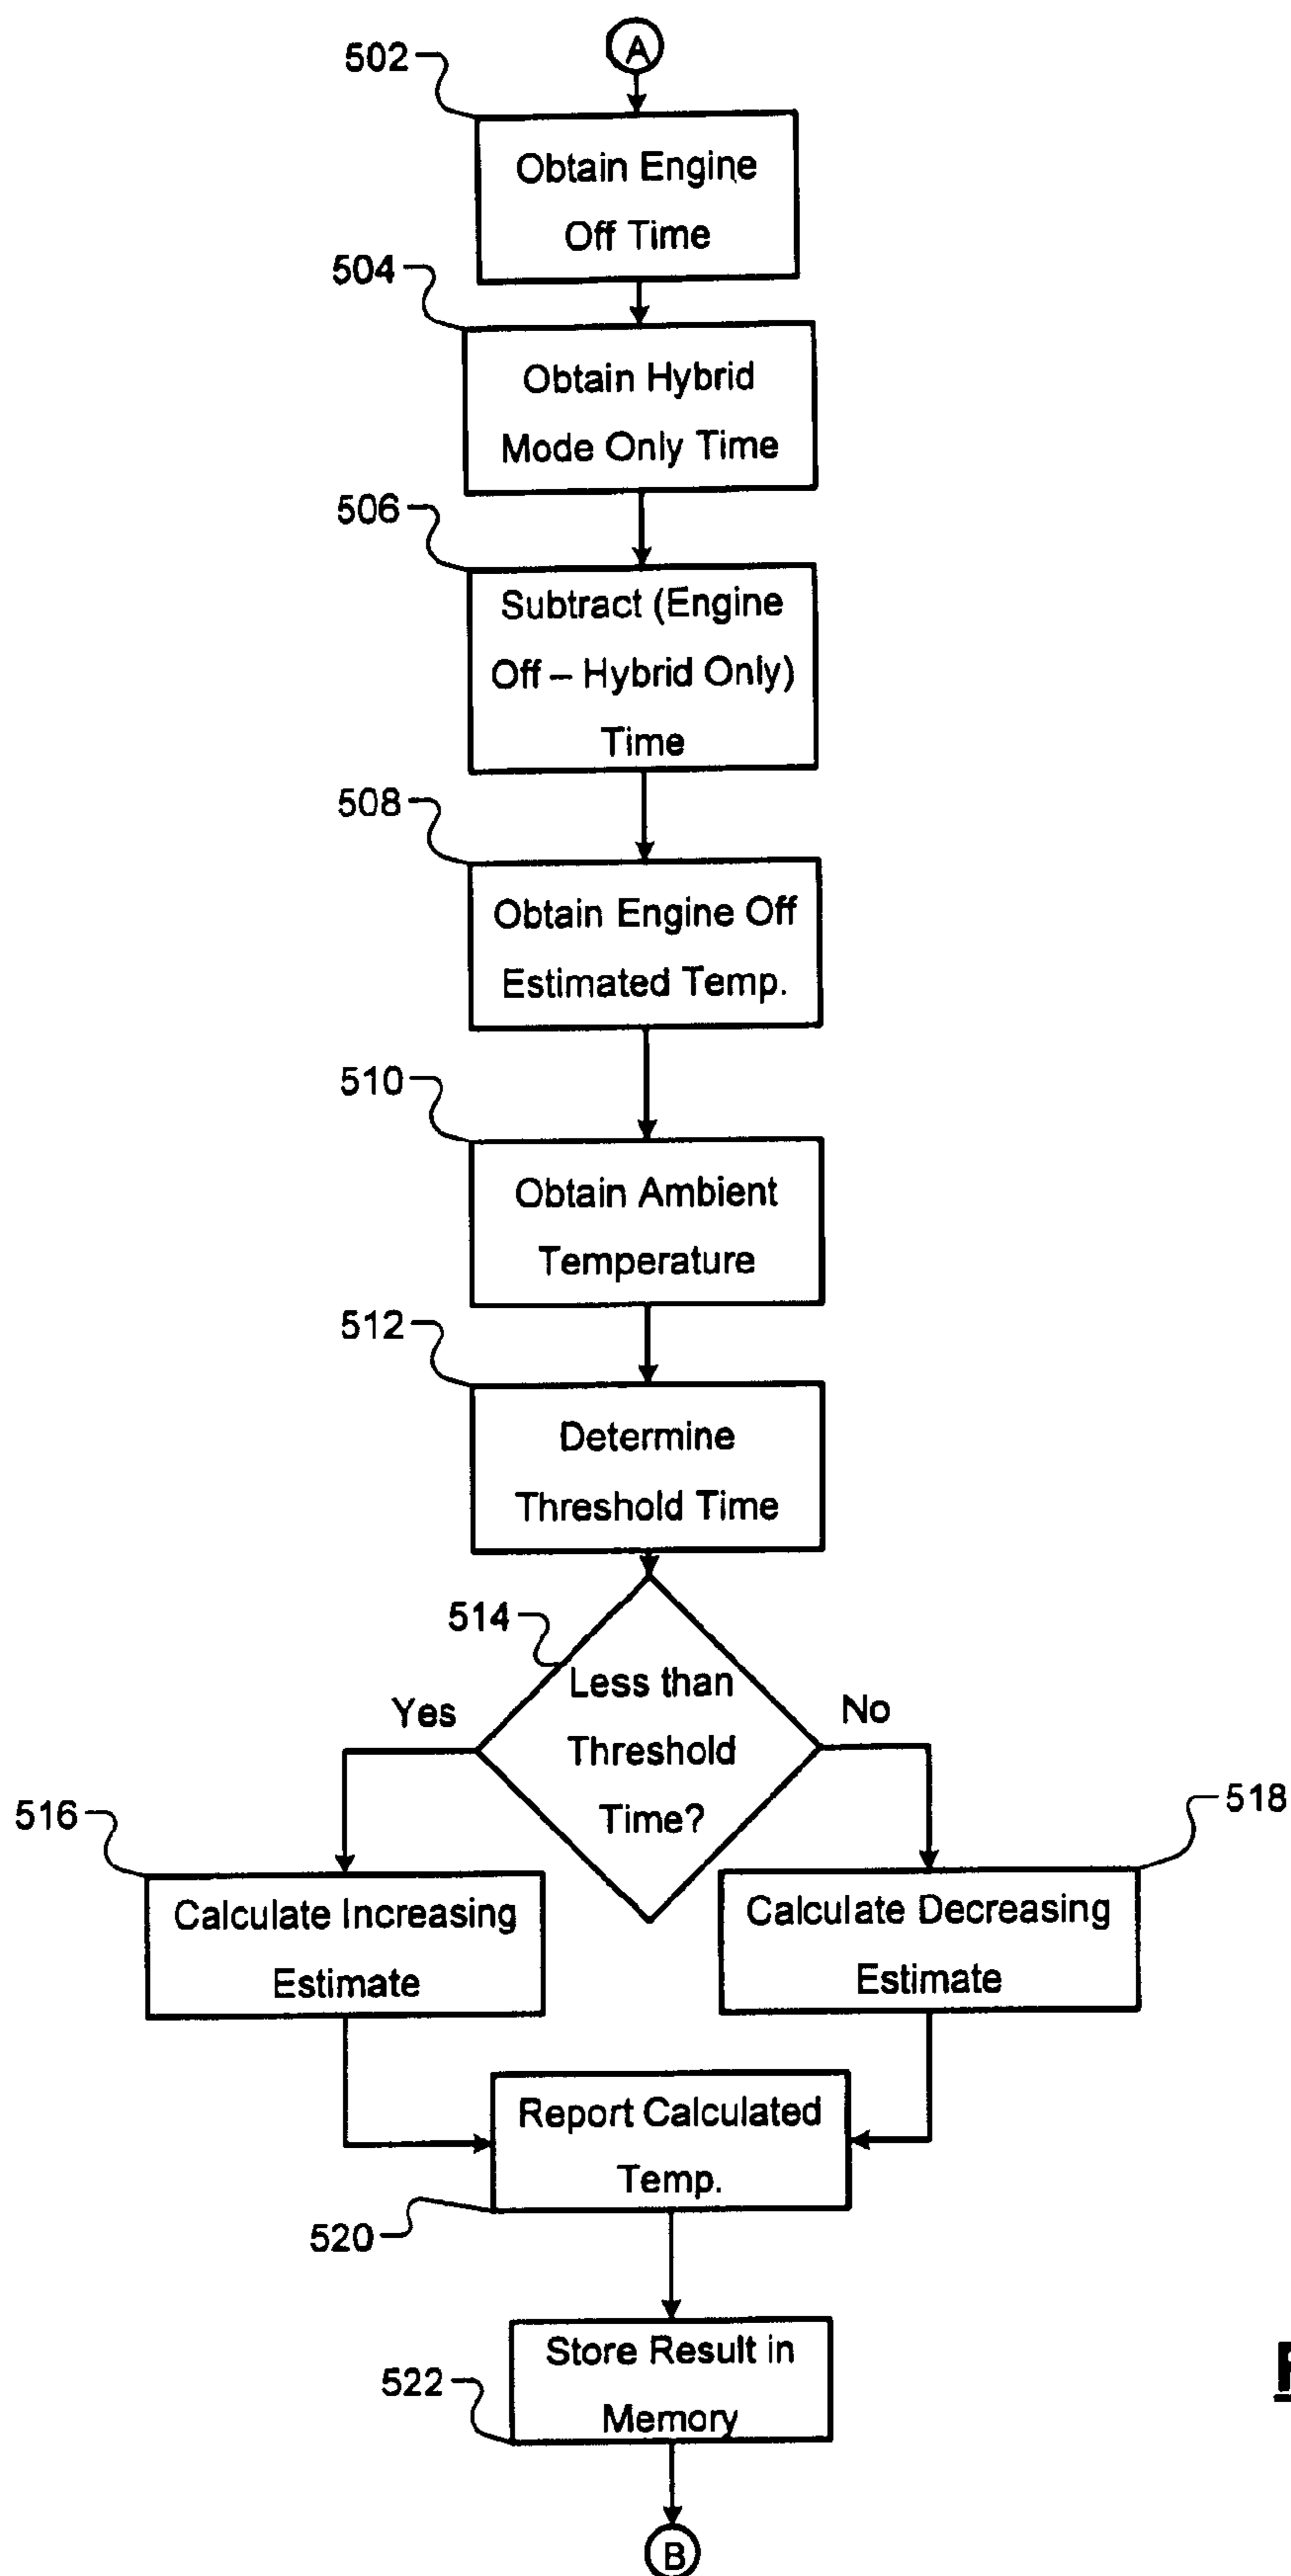 A
502
Obtain Engine
Off Time
504
Obtain Hybrid
Mode Only Time
506
Subtract (Engine
Off – Hybrid Only)
Time
508
Obtain Engine Off
Estimated Temp.
510
Obtain Ambient
Temperature
512
Determine
Threshold Time
514
Less than
Threshold
Time?
Yes
No
516
518
Calculate Increasing
Estimate
Calculate Decreasing
Estimate
Report Calculated
Temp.
520
Store Result in
Memory
522
B